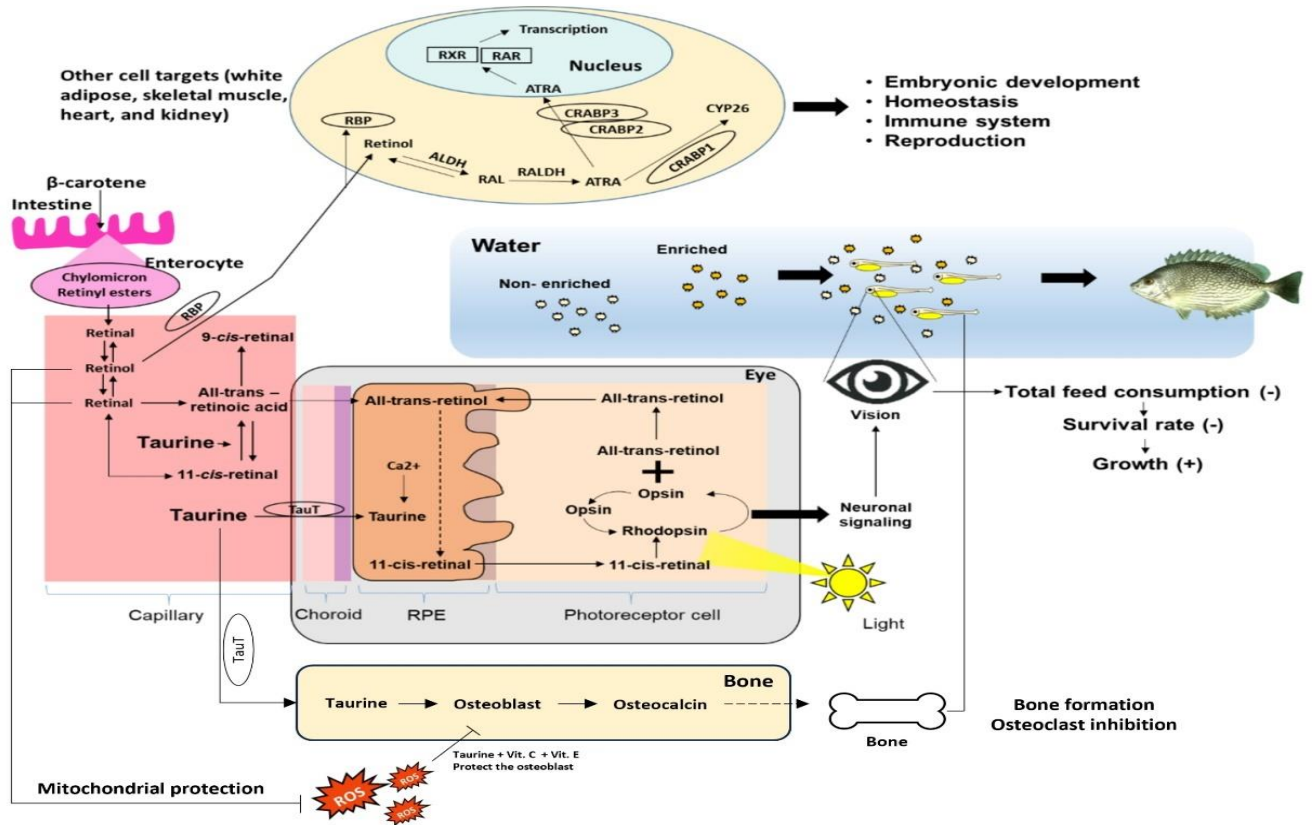 Transcription
RXR
RAR
Nucleus
ATRA
Other cell targets (white
adipose, skeletal muscle,
heart, and kidney)
RBP
Retinol
ALDH
RAL
RALDH
ATRA
CRABP3
CRABP2
CRABP1
CYP26
• Embryonic development
• Homeostasis
• Immune system
• Reproduction
β-carotene
Intestine
Enterocyte
Chylomicron
Retinyl esters
RBP
Retinal
Retinol
Retinal
9-cis-retinal
All-trans –
retinoic acid
Taurine
11-cis-retinal
Taurine
TauT
Capillary
Water
Non- enriched
Enriched
Eye
All-trans-retinol
Ca2+
Taurine
11-cis-retinal
All-trans-retinol
All-trans-retinol
+
Opsin
Opsin
Rhodopsin
11-cis-retinal
Choroid
RPE
Photoreceptor cell
Vision
Neuronal
signaling
Light
Total feed consumption (-)
Survival rate (-)
Growth (+)
TauT
Bone
Taurine
Osteoblast
Osteocalcin
Bone
Bone formation
Osteoclast inhibition
Taurine + Vit. C + Vit. E
Protect the osteoblast
Mitochondrial protection
ROS
ROS
ROS